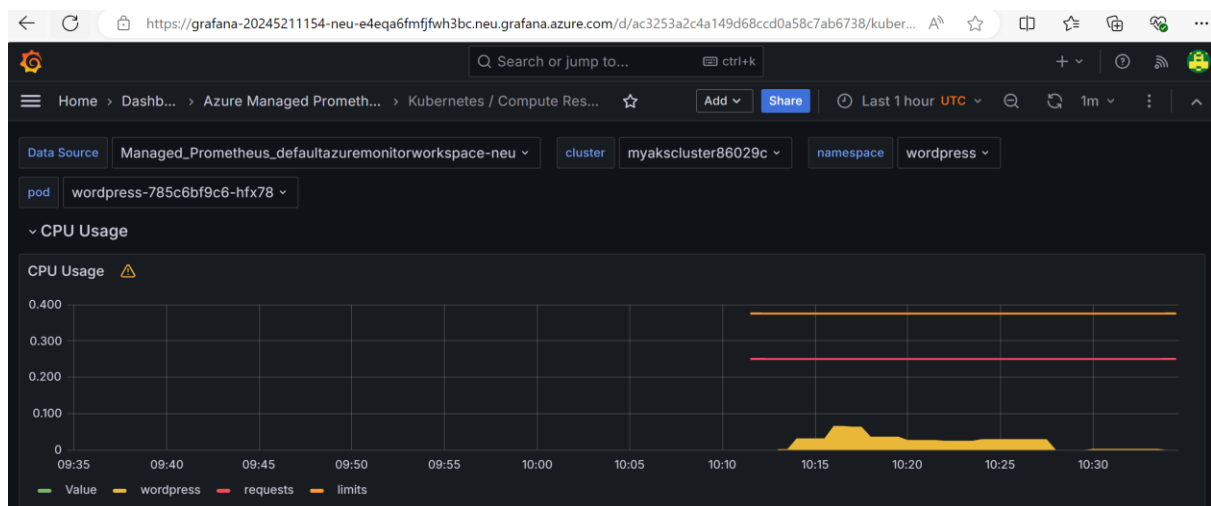 https://grafana-20245211154-neu-e4eqa6fmfjfwh3bc.neu.grafana.azure.com/d/ac3253a2c4a149d68ccd0a58c7ab6738/kuber...
Search or jump to... ctrl+k
Home > Dashb... > Azure Managed Prometh... > Kubernetes / Compute Res... Add Share Last 1 hour UTC 1m
Data Source Managed_Prometheus_defaultazuremonitorworkspace-neu cluster myakscluster86029c namespace wordpress
pod wordpress-785c6bf9c6-hfx78
CPU Usage
CPU Usage
0.400
0.300
0.200
0.100
0
09:35 09:40 09:45 09:50 09:55 10:00 10:05 10:10 10:15 10:20 10:25 10:30
Value wordpress requests limits